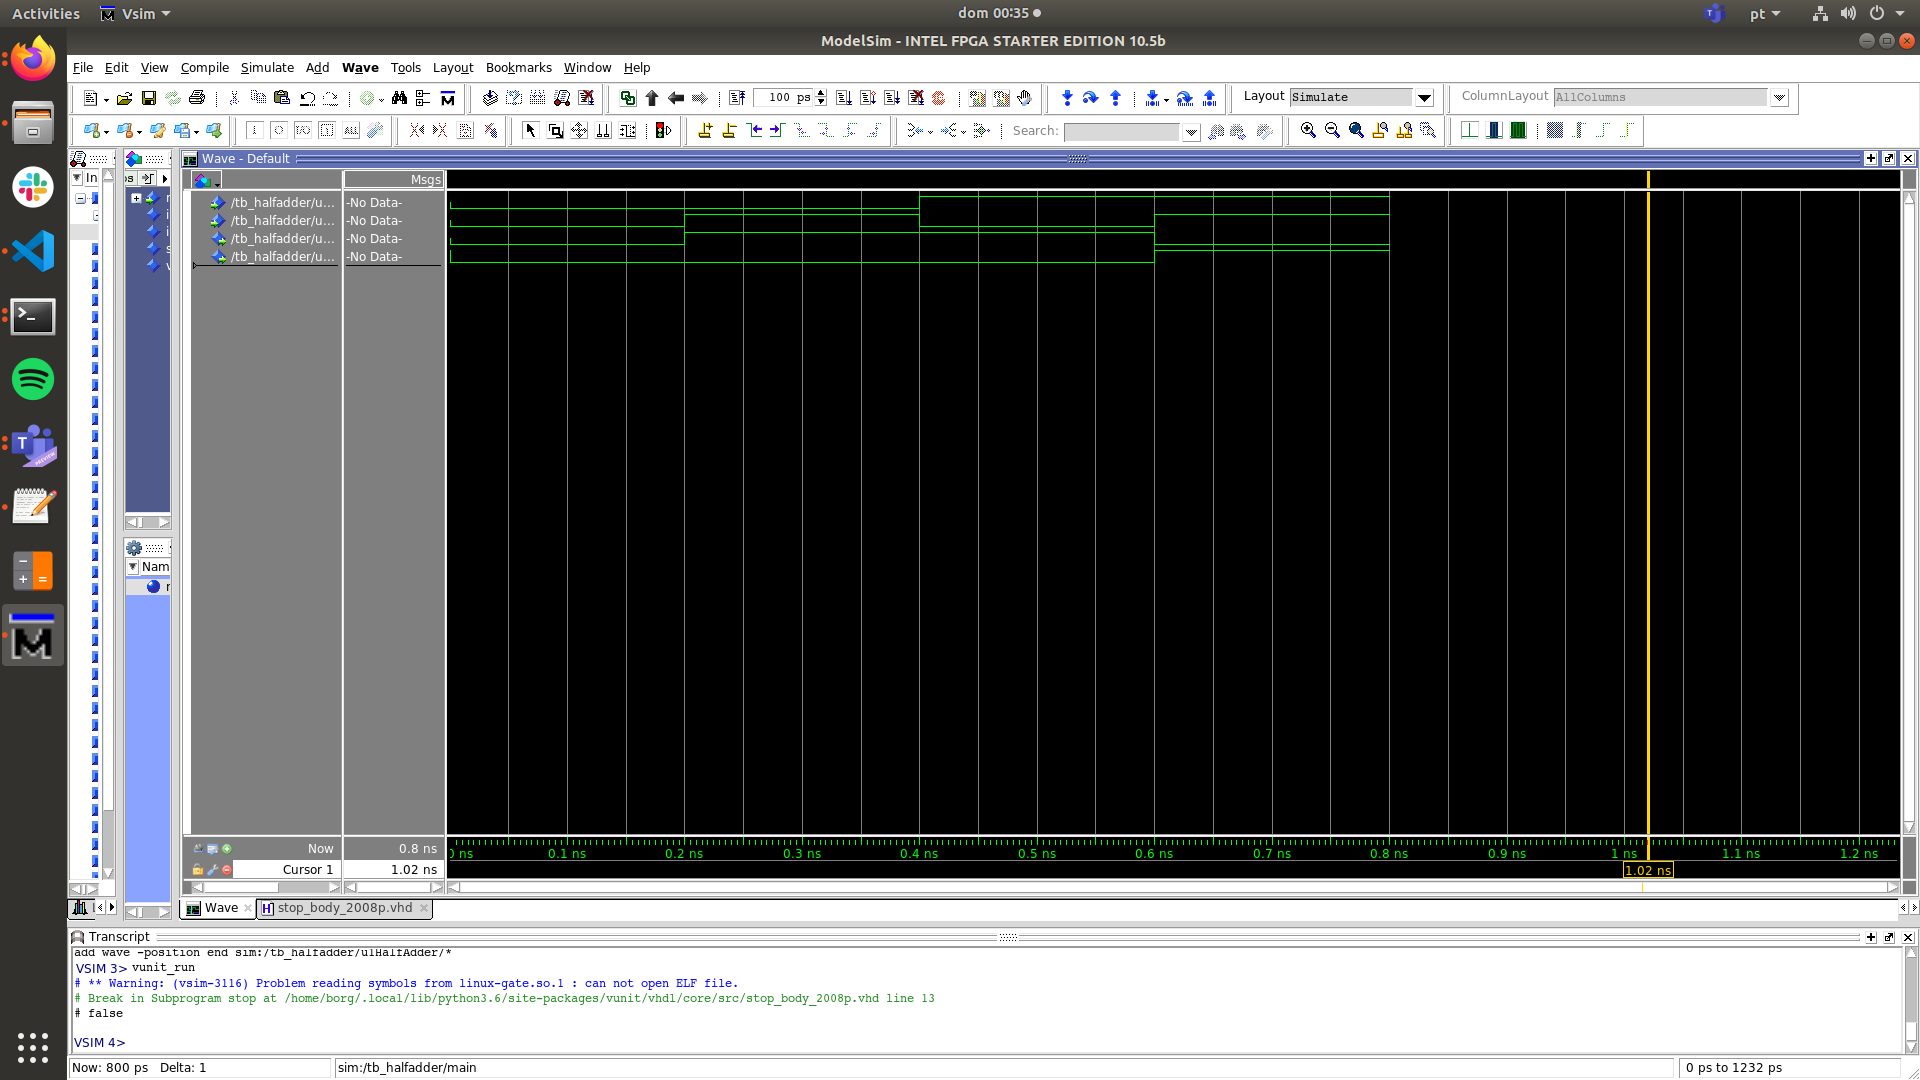 Activities Vsim dom 00:35 pt
ModelSim - INTEL FPGA STARTER EDITION 10.5b
File Edit View Compile Simulate Add Wave Tools Layout Bookmarks Window Help
100 ps Layout Simulate ColumnLayout AllColumns
Search:
Wave - Default
In
Msgs
/tb_halfadder/u... -No Data-
/tb_halfadder/u... -No Data-
/tb_halfadder/u... -No Data-
/tb_halfadder/u... -No Data-
Nam
Now 0.8 ns
ns 0.1 ns 0.2 ns 0.3 ns 0.4 ns 0.5 ns 0.6 ns 0.7 ns 0.8 ns 0.9 ns 1 ns 1.1 ns 1.2 ns
Cursor 1 1.02 ns 1.02 ns
Wave stop_body_2008p.vhd
Transcript
add wave -position end sim:/tb_halfadder/u1HalfAdder/*
VSIM 3> vunit_run
# ** Warning: (vsim-3116) Problem reading symbols from linux-gate.so.1 : can not open ELF file.
# Break in Subprogram stop at /home/borg/.local/lib/python3.6/site-packages/vunit/vhdl/core/src/stop_body_2008p.vhd line 13
# false
VSIM 4>
Now: 800 ps Delta: 1 sim:/tb_halfadder/main 0 ps to 1232 ps